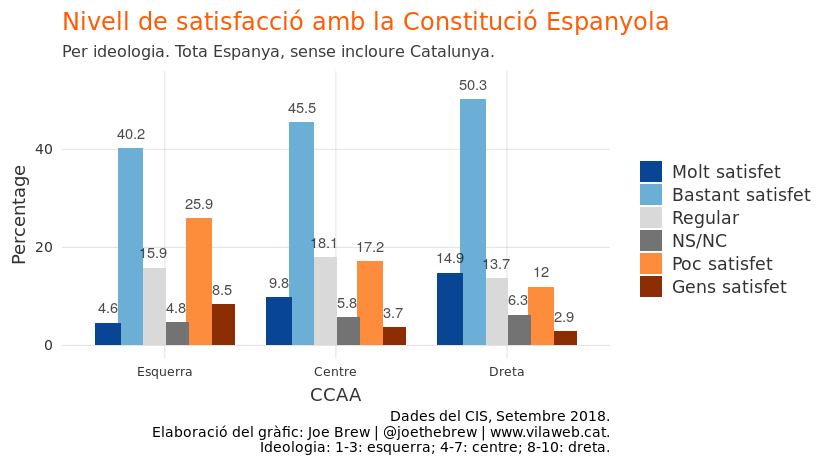 Nivell de satisfacció amb la Constitució Espanyola
Per ideologia. Tota Espanya, sense incloure Catalunya.
Percentage
40
20
0
4.6
40.2
15.9
4.8
25.9
8.5
9.8
45.5
18.1
5.8
17.2
3.7
14.9
50.3
13.7
6.3
12
2.9
Esquerra
Centre
Dreta
CCAA
Molt satisfet
Bastant satisfet
Regular
NS/NC
Poc satisfet
Gens satisfet
Dades del CIS, Setembre 2018.
Elaboració del gràfic: Joe Brew | @joethebrew | www.vilaweb.cat.
Ideologia: 1-3: esquerra; 4-7: centre; 8-10: dreta.